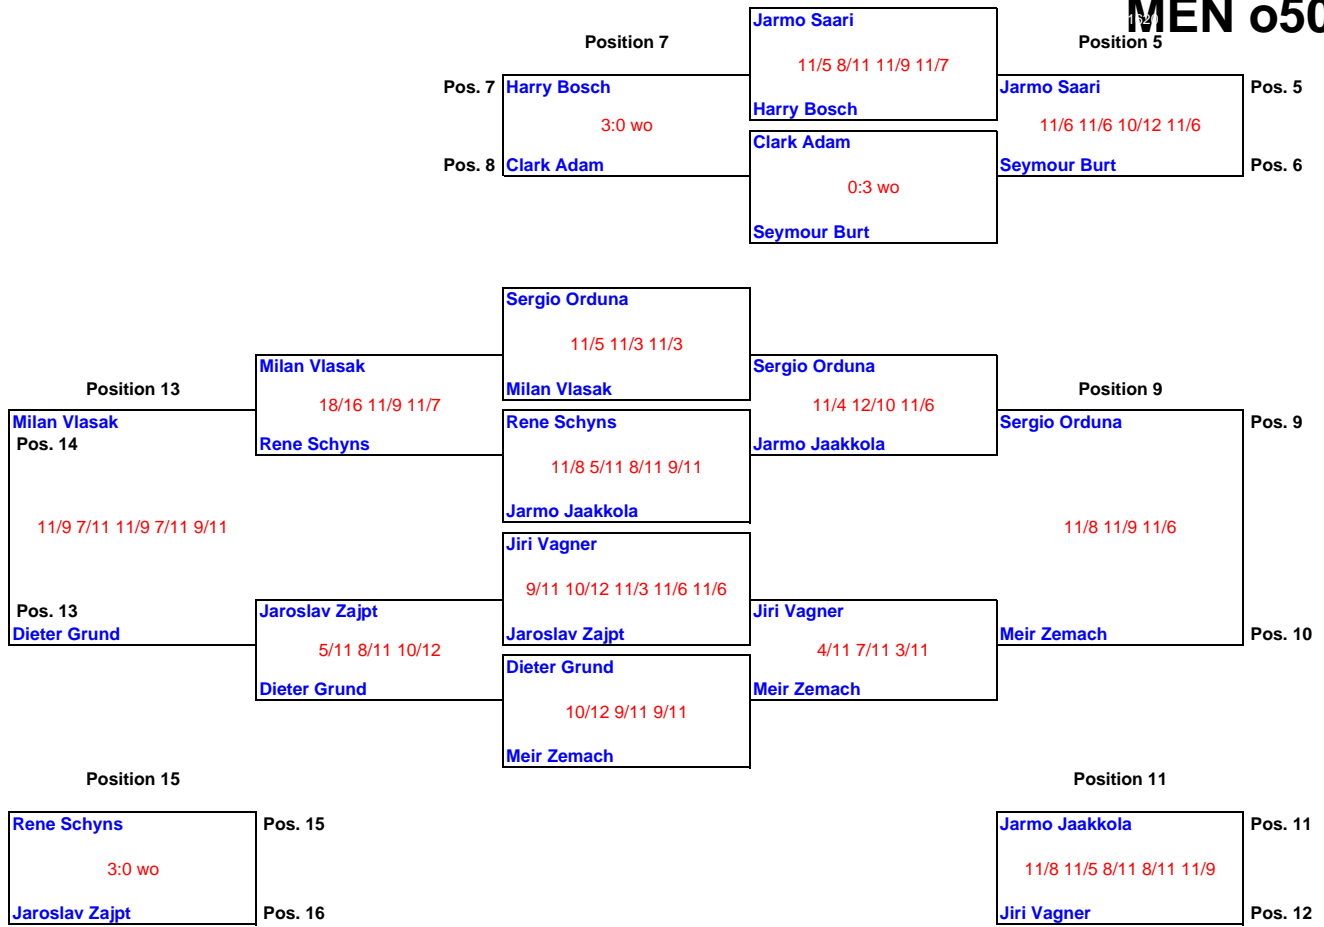 MEN o50
1620
Jarmo Saari
Position 7
Position 5
11/5 8/11 11/9 11/7
Pos. 7
Harry Bosch
Jarmo Saari
Pos. 5
Harry Bosch
3:0 wo
11/6 11/6 10/12 11/6
Clark Adam
Pos. 8
Clark Adam
Seymour Burt
Pos. 6
0:3 wo
Seymour Burt
Sergio Orduna
11/5 11/3 11/3
Milan Vlasak
Sergio Orduna
Position 13
Milan Vlasak
Position 9
18/16 11/9 11/7
11/4 12/10 11/6
Milan Vlasak
Rene Schyns
Sergio Orduna
Pos. 9
Pos. 14
Rene Schyns
Jarmo Jaakkola
11/8 5/11 8/11 9/11
Jarmo Jaakkola
11/9 7/11 11/9 7/11 9/11
11/8 11/9 11/6
Jiri Vagner
9/11 10/12 11/3 11/6 11/6
Pos. 13
Jaroslav Zajpt
Jiri Vagner
Dieter Grund
Jaroslav Zajpt
Meir Zemach
Pos. 10
5/11 8/11 10/12
4/11 7/11 3/11
Dieter Grund
Dieter Grund
Meir Zemach
10/12 9/11 9/11
Meir Zemach
Position 15
Position 11
Rene Schyns
Pos. 15
Jarmo Jaakkola
Pos. 11
3:0 wo
11/8 11/5 8/11 8/11 11/9
Jaroslav Zajpt
Pos. 16
Jiri Vagner
Pos. 12